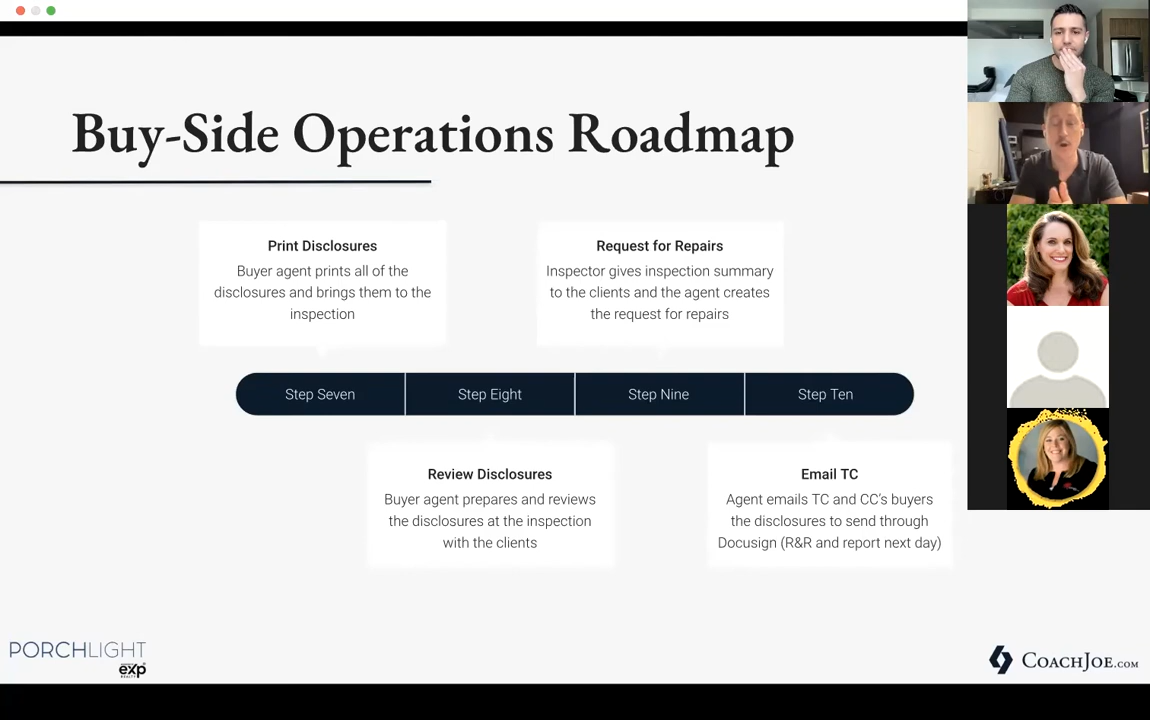 Buy-Side Operations Roadmap
Print Disclosures
Buyer agent prints all of the
disclosures and brings them to the
inspection
Request for Repairs
Inspector gives inspection summary
to the clients and the agent creates
the request for repairs
Step Seven
Step Eight
Step Nine
Step Ten
Review Disclosures
Buyer agent prepares and reviews
the disclosures at the inspection
with the clients
Email TC
Agent emails TC and CC's buyers
the disclosures to send through
Docusign (R&R and report next day)
PORCHLIGHT
exp
REALTY
COACHJOE.COM